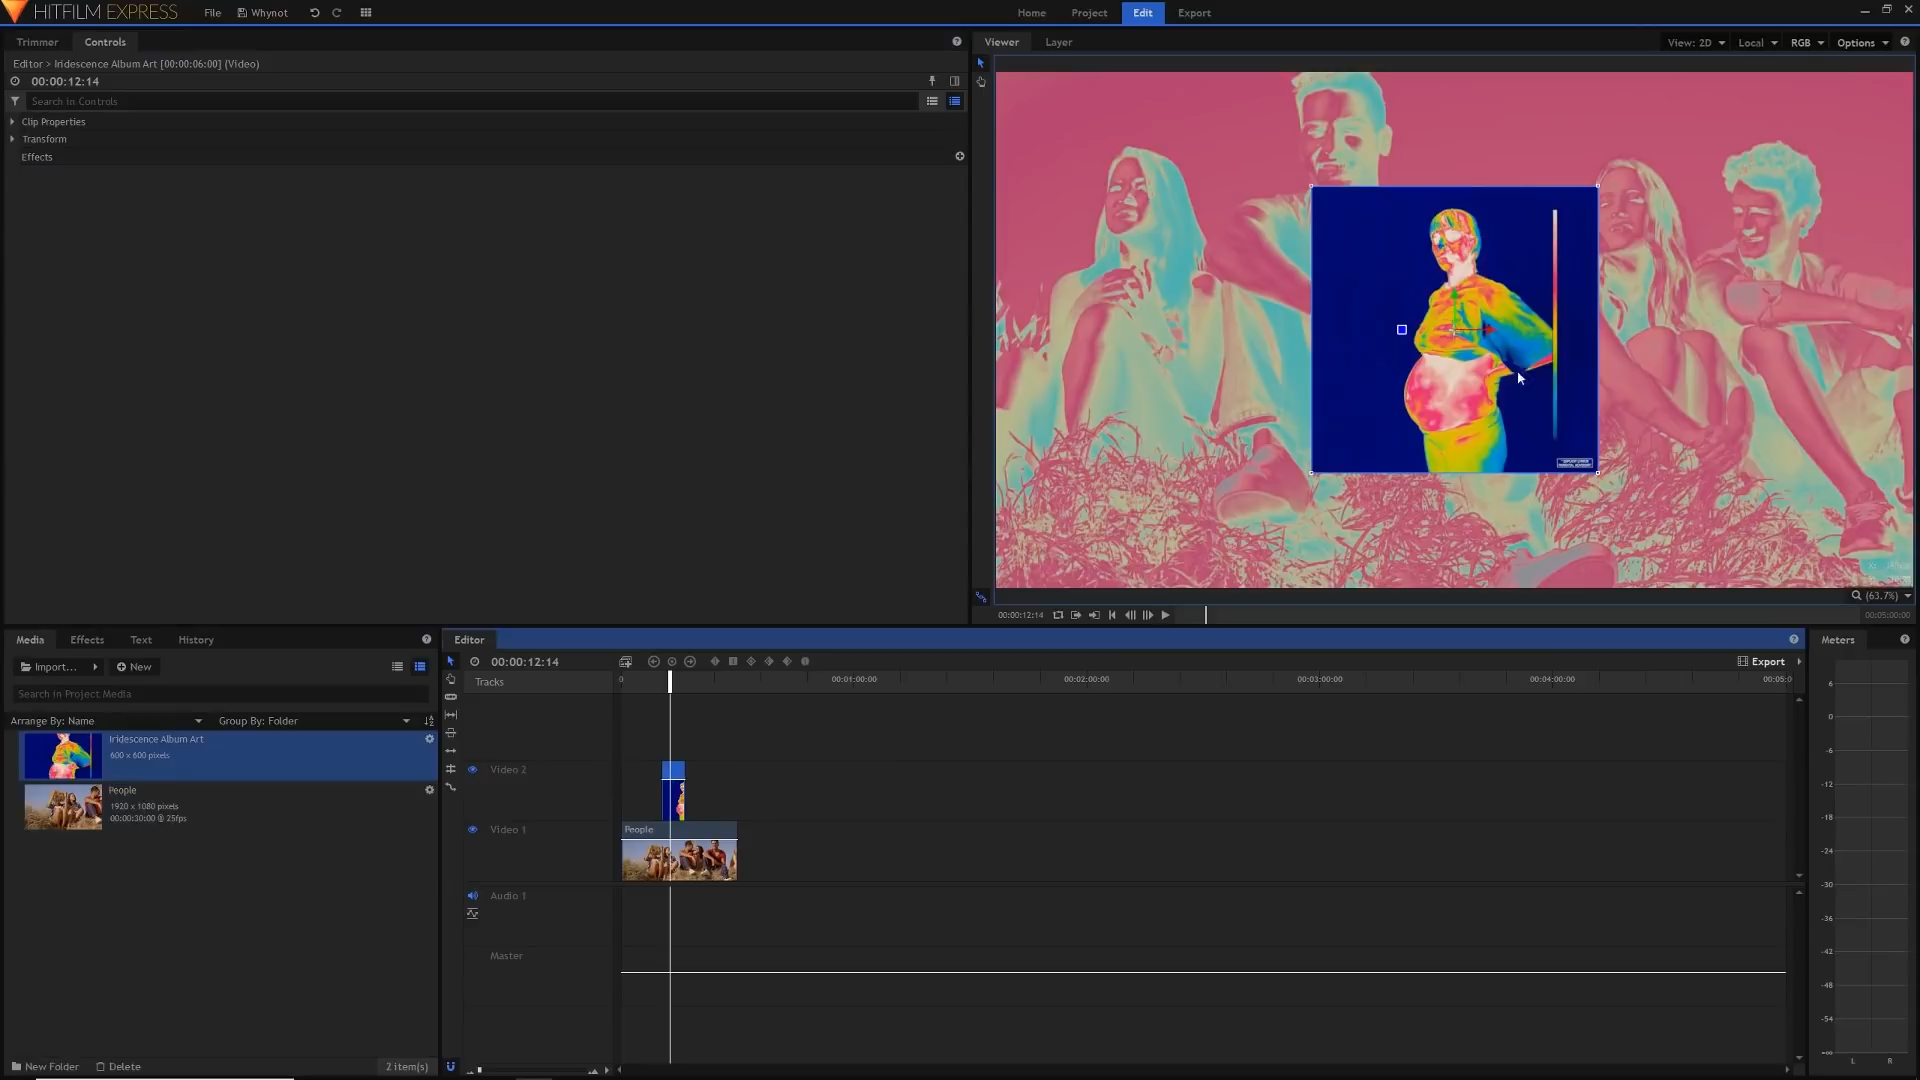 HITFILM EXPRESS
File
Whynot
Home
Project
Edit
Export
Trimmer
Controls
Editor > Iridescence Album Art [00:00:06:00] (Video)
00:00:12:14
Search in Controls
Clip Properties
Transform
Effects
Viewer
Layer
View: 2D
Local
RGB
Options
(63.7%)
00:00:12:14
00:05:00:00
Media
Effects
Text
History
Import...
New
Search in Project Media
Arrange By: Name
Group By: Folder
Iridescence Album Art
600 x 600 pixels
People
1920 x 1080 pixels
00:00:30:00 @ 25fps
New Folder
Delete
2 item(s)
Editor
00:00:12:14
Export
Tracks
0
00:01:00:00
00:02:00:00
00:03:00:00
00:04:00:00
00:05:0
Video 2
Video 1
People
Audio 1
Master
Meters
6
0
-6
-12
-18
-24
-30
-36
-42
-48
-54
-∞
L
R